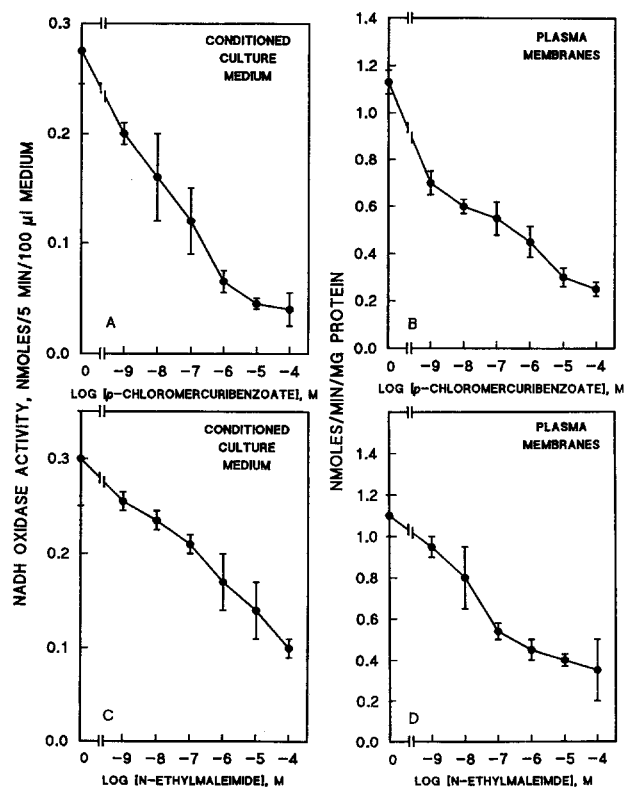 NADH OXIDASE ACTIVITY, NMOLES/5 MIN/100 µl MEDIUM
0.3
0.2
0.1
0.0
CONDITIONED
CULTURE
MEDIUM
A
0 -9 -8 -7 -6 -5 -4
LOG [p-CHLOROMERCURIBENZOATE], M
NMOLES/MIN/MG PROTEIN
1.4
1.2
1.0
0.8
0.6
0.4
0.2
0.0
PLASMA
MEMBRANES
B
0 -9 -8 -7 -6 -5 -4
LOG [p-CHLOROMERCURIBENZOATE], M
0.3
0.2
0.1
0.0
CONDITIONED
CULTURE
MEDIUM
C
0 -9 -8 -7 -6 -5 -4
LOG [N-ETHYLMALEIMIDE], M
1.4
1.2
1.0
0.8
0.6
0.4
0.2
0.0
PLASMA
MEMBRANES
D
0 -9 -8 -7 -6 -5 -4
LOG [N-ETHYLMALEIMDE], M